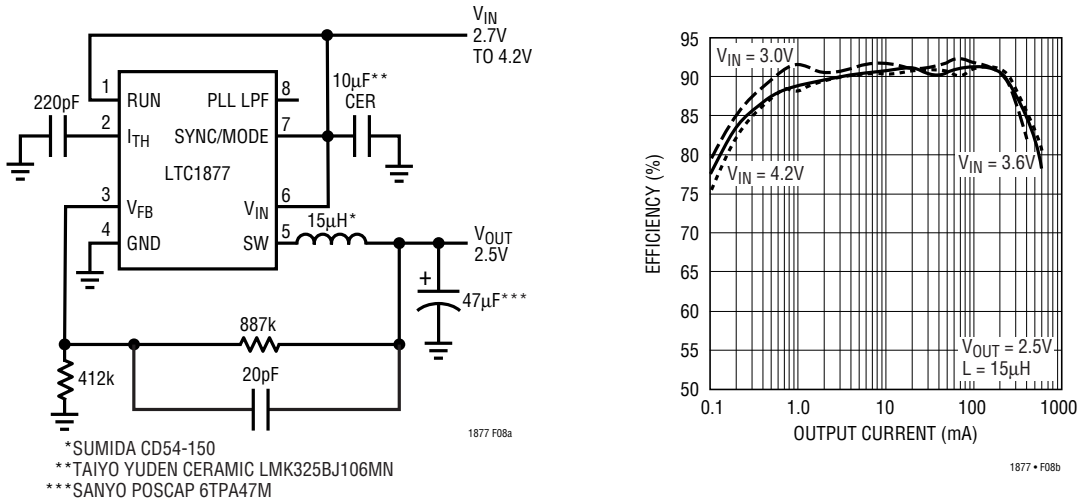 VIN
2.7V
TO 4.2V
10µF**
CER
220pF
1
RUN
PLL LPF
8
2
ITH
SYNC/MODE
7
LTC1877
3
VFB
VIN
6
4
GND
SW
5
15µH*
VOUT
2.5V
+
47µF***
887k
412k
20pF
1877 F08a
*SUMIDA CD54-150
**TAIYO YUDEN CERAMIC LMK325BJ106MN
***SANYO POSCAP 6TPA47M
EFFICIENCY (%)
95
90
85
80
75
70
65
60
55
50
VIN = 3.0V
VIN = 4.2V
VIN = 3.6V
VOUT = 2.5V
L = 15µH
0.1
1.0
10
100
1000
OUTPUT CURRENT (mA)
1877 • F08b